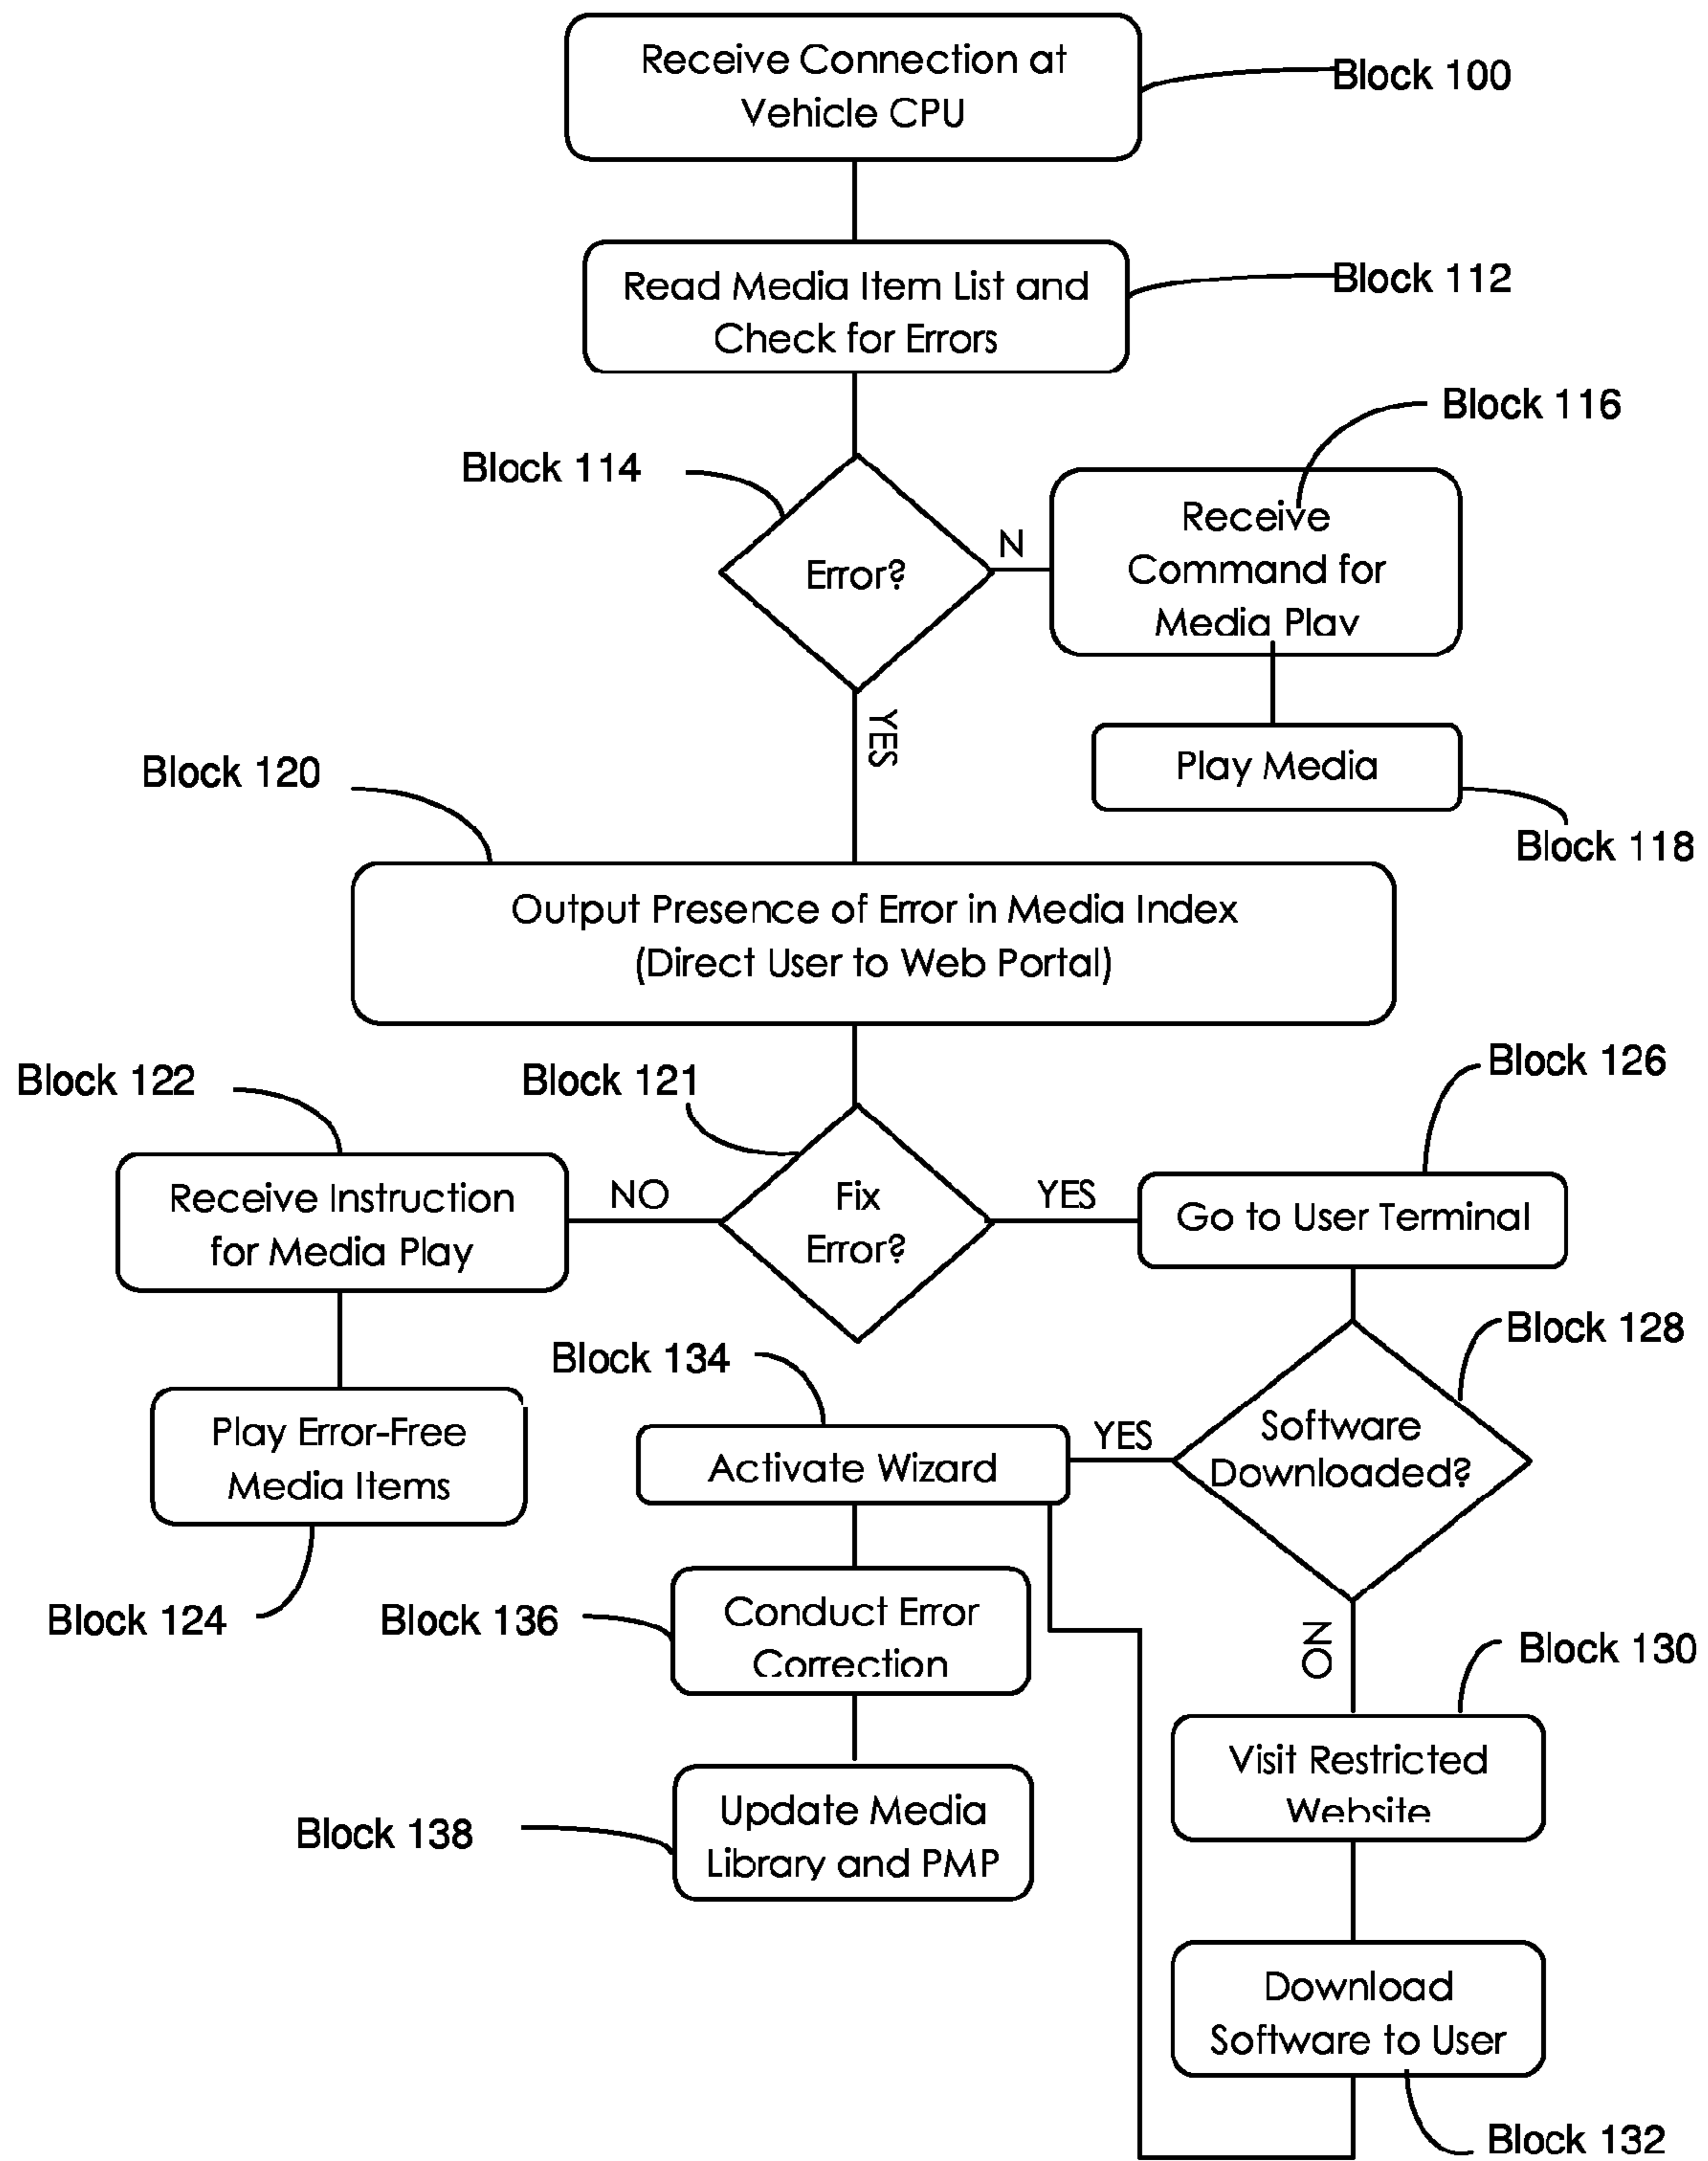 Receive Connection at
Vehicle CPU
Block 100
Read Media Item List and
Check for Errors
Block 112
Block 116
Block 114
Error?
N
Receive
Command for
Media Play
YES
Play Media
Block 118
Block 120
Output Presence of Error in Media Index
(Direct User to Web Portal)
Block 122
Block 121
Block 126
Receive Instruction
for Media Play
NO
Fix
Error?
YES
Go to User Terminal
Block 128
Block 134
Play Error-Free
Media Items
Activate Wizard
YES
Software
Downloaded?
Block 124
Block 136
Conduct Error
Correction
NO
Block 130
Visit Restricted
Website
Block 138
Update Media
Library and PMP
Download
Software to User
Block 132